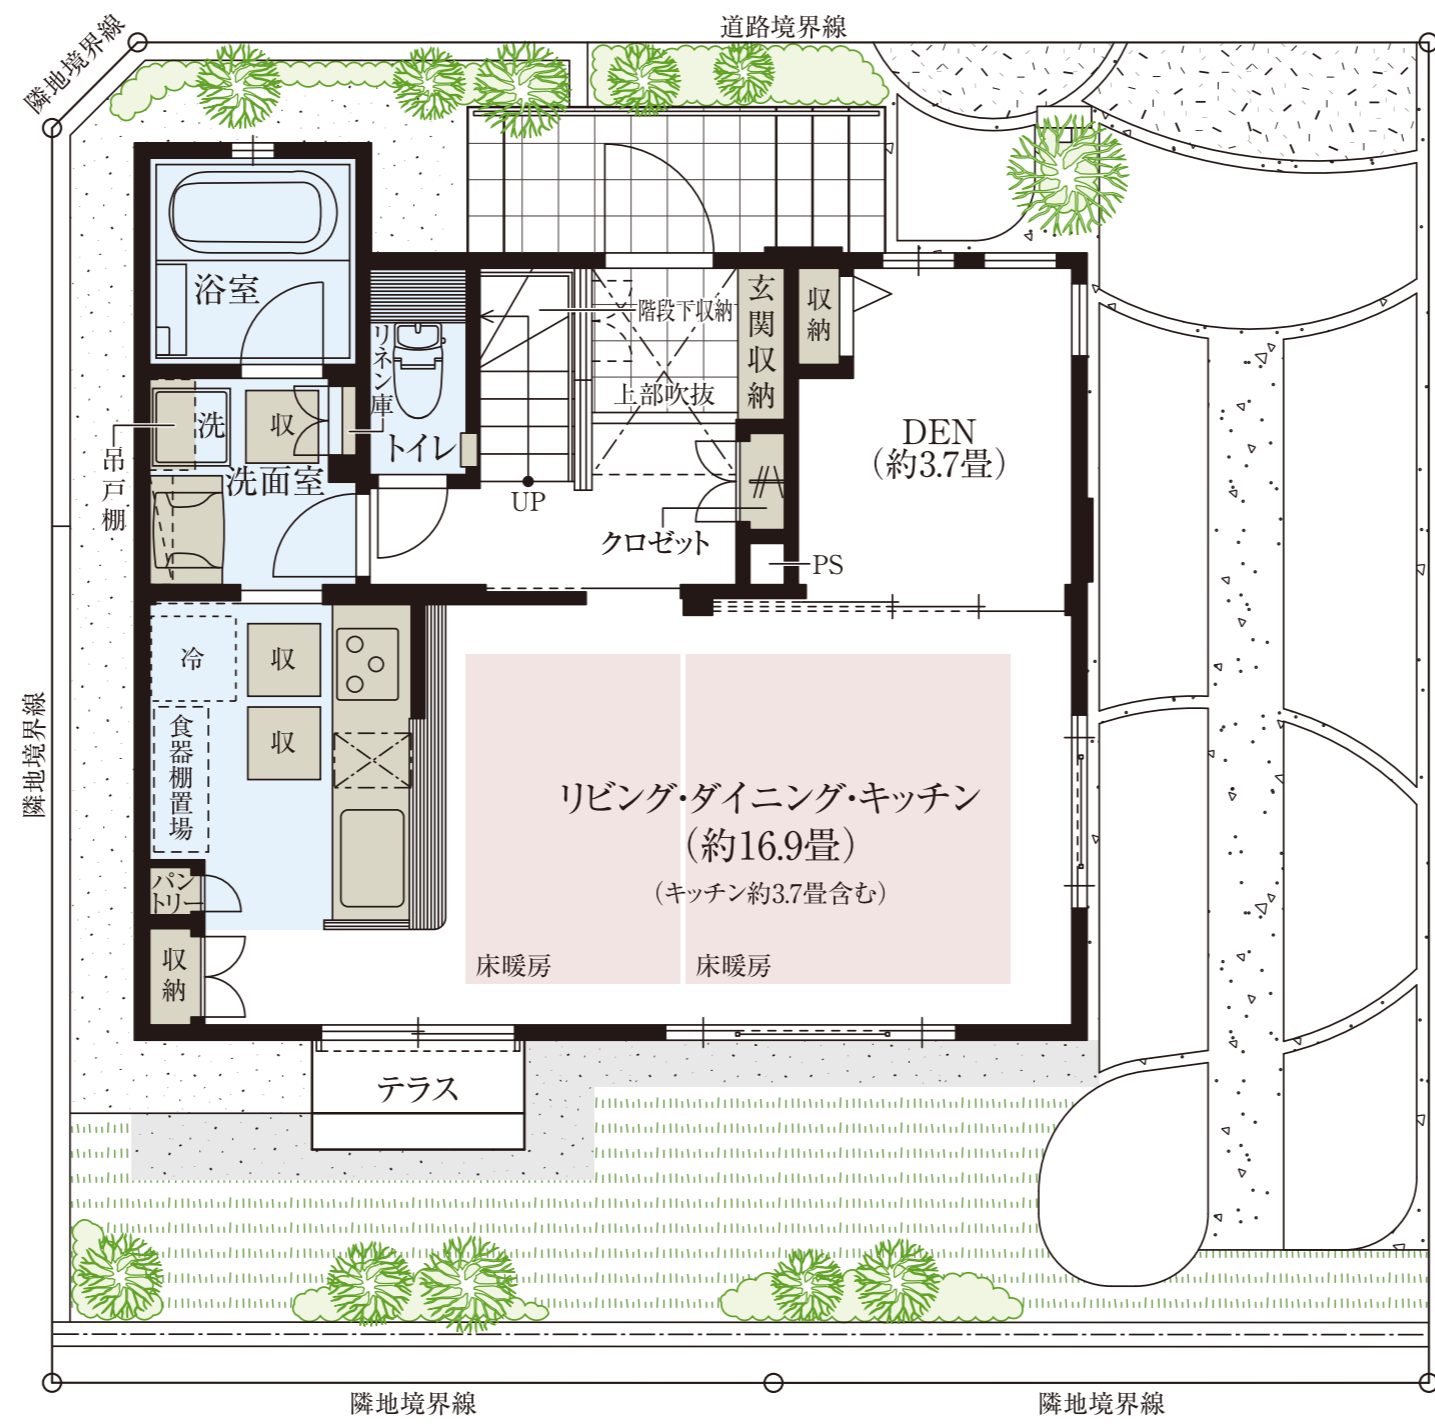 道路境界線
隣地境界線
浴室
リネン庫
トイレ
階段下収納
上部吹抜
玄関収納
収納
DEN
(約3.7畳)
洗
収
洗面室
吊戸棚
UP
クロゼット
PS
冷
収
収
食器棚置場
パン
トリー
収納
リビング・ダイニング・キッチン
(約16.9畳)
(キッチン約3.7畳含む)
床暖房
床暖房
テラス
隣地境界線
隣地境界線
隣地境界線